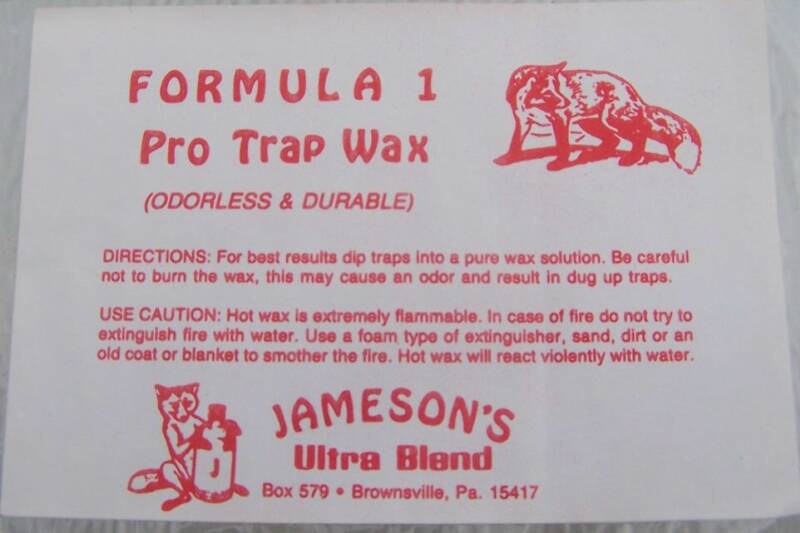 FORMULA 1
Pro Trap Wax
(ODORLESS & DURABLE)
DIRECTIONS: For best results dip traps into a pure wax solution. Be careful
not to burn the wax, this may cause an odor and result in dug up traps.
USE CAUTION: Hot wax is extremely flammable. In case of fire do not try to
extinguish fire with water. Use a foam type of extinguisher, sand, dirt or an
old coat or blanket to smother the fire. Hot wax will react violently with water.
J
JAMESON'S
Ultra Blend
Box 579 • Brownsville, Pa. 15417